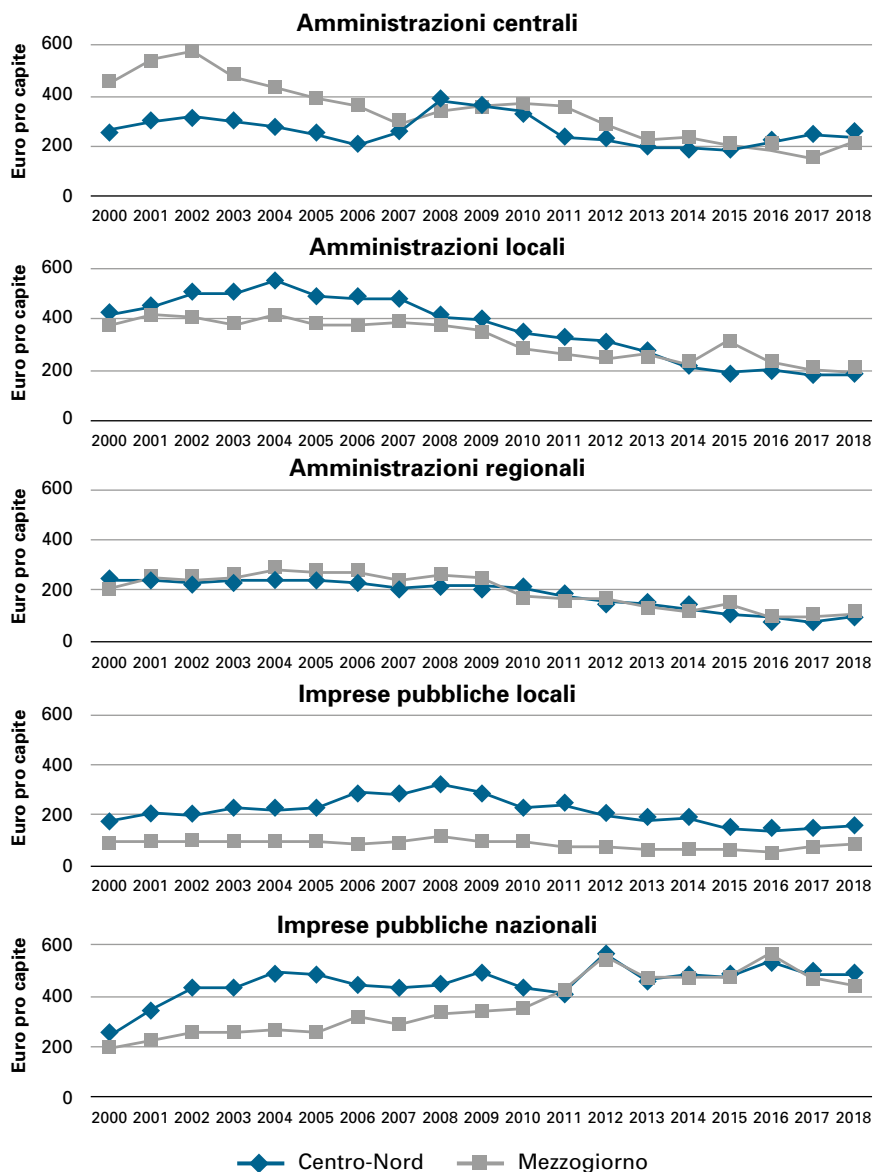 Amministrazioni centrali
Euro pro capite
600
400
200
0
2000 2001 2002 2003 2004 2005 2006 2007 2008 2009 2010 2011 2012 2013 2014 2015 2016 2017 2018
Amministrazioni locali
Euro pro capite
600
400
200
0
2000 2001 2002 2003 2004 2005 2006 2007 2008 2009 2010 2011 2012 2013 2014 2015 2016 2017 2018
Amministrazioni regionali
Euro pro capite
600
400
200
0
2000 2001 2002 2003 2004 2005 2006 2007 2008 2009 2010 2011 2012 2013 2014 2015 2016 2017 2018
Imprese pubbliche locali
Euro pro capite
600
400
200
0
2000 2001 2002 2003 2004 2005 2006 2007 2008 2009 2010 2011 2012 2013 2014 2015 2016 2017 2018
Imprese pubbliche nazionali
Euro pro capite
600
400
200
0
2000 2001 2002 2003 2004 2005 2006 2007 2008 2009 2010 2011 2012 2013 2014 2015 2016 2017 2018
Centro-Nord Mezzogiorno